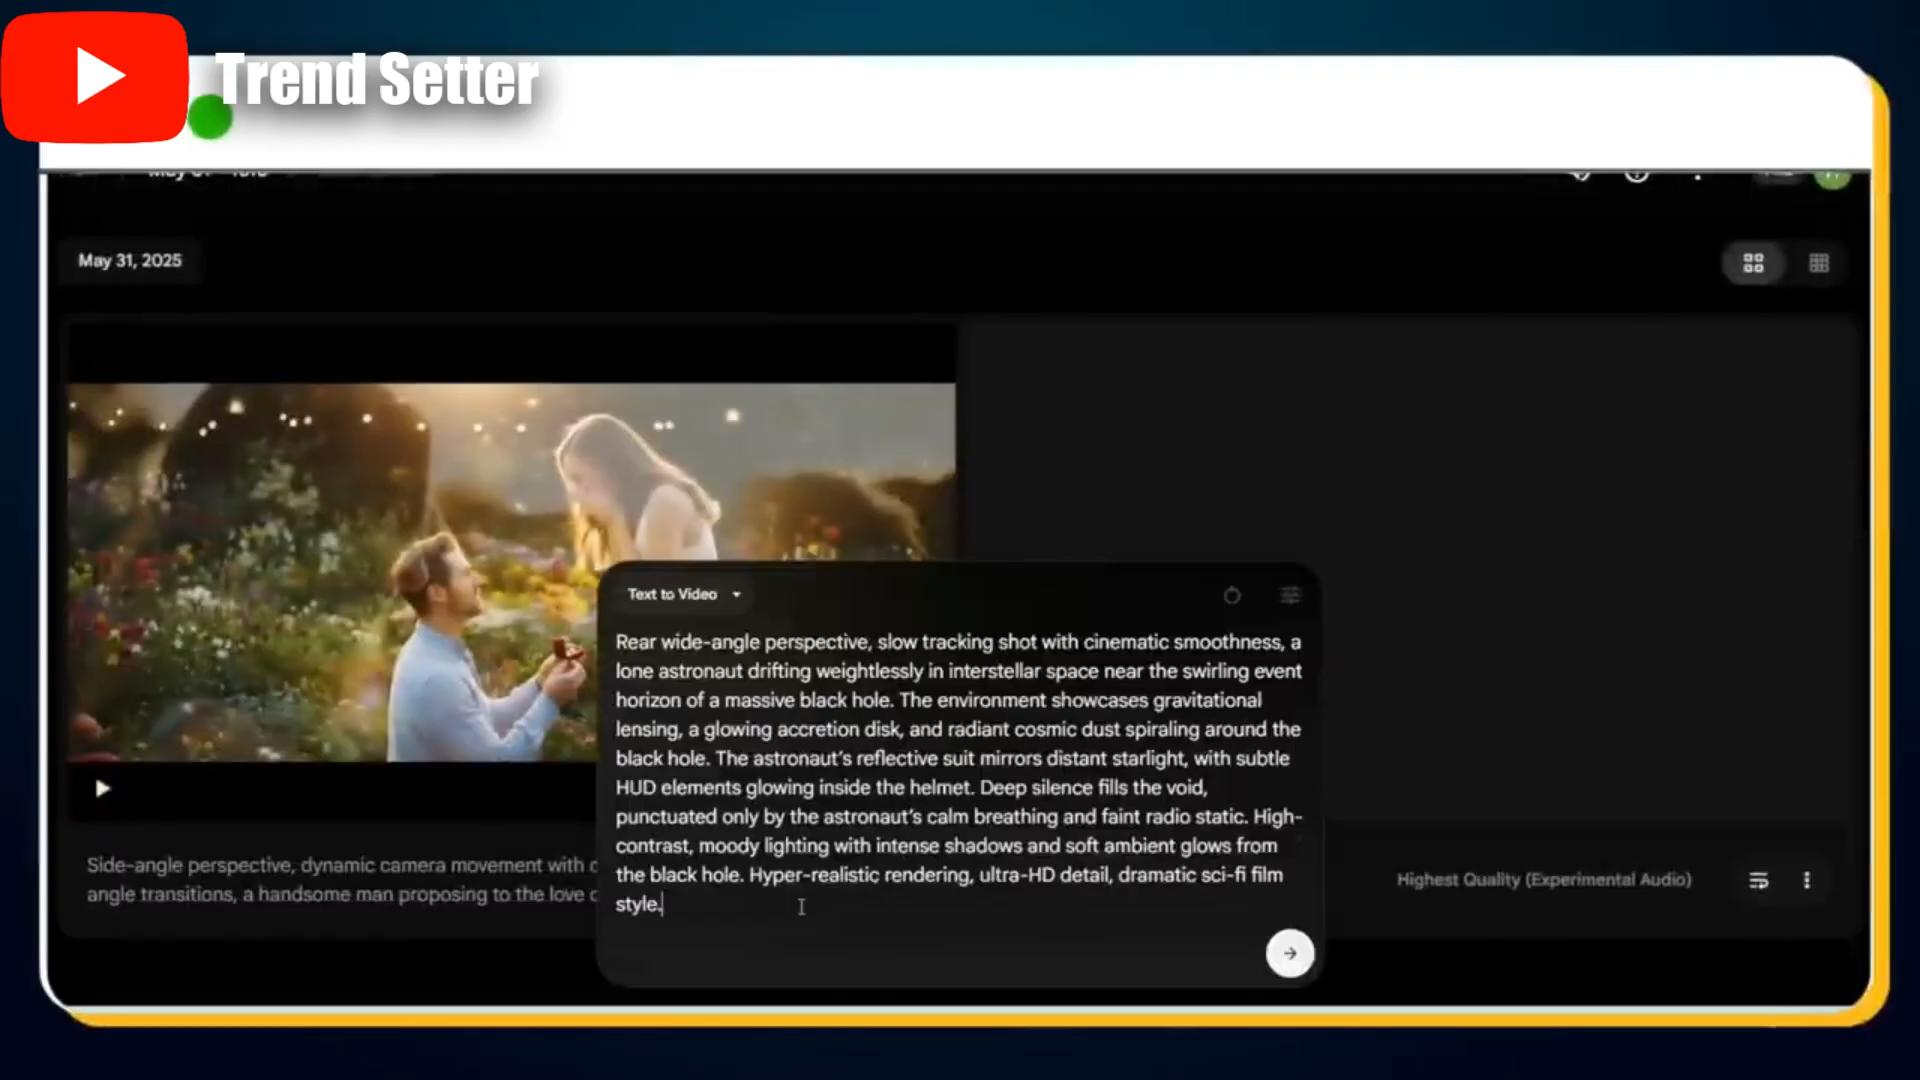 Trend Setter
May 31, 2025
Text to Video
Rear wide-angle perspective, slow tracking shot with cinematic smoothness, a
lone astronaut drifting weightlessly in interstellar space near the swirling event
horizon of a massive black hole. The environment showcases gravitational
lensing, a glowing accretion disk, and radiant cosmic dust spiraling around the
black hole. The astronaut’s reflective suit mirrors distant starlight, with subtle
HUD elements glowing inside the helmet. Deep silence fills the void,
punctuated only by the astronaut’s calm breathing and faint radio static. High-
contrast, moody lighting with intense shadows and soft ambient glows from
the black hole. Hyper-realistic rendering, ultra-HD detail, dramatic sci-fi film
style.
Side-angle perspective, dynamic camera movement with
angle transitions, a handsome man proposing to the love
Highest Quality (Experimental Audio)